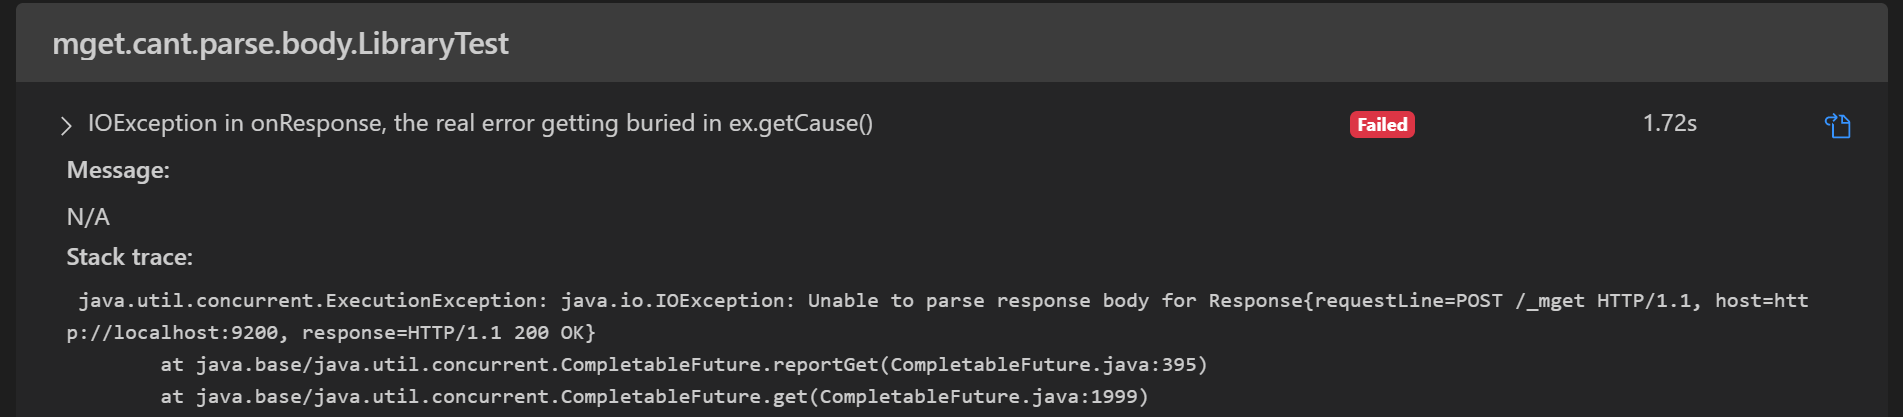 mget.cant.parse.body.LibraryTest
IOException in onResponse, the real error getting buried in ex.getCause() Failed 1.72s
Message:
N/A
Stack trace:
java.util.concurrent.ExecutionException: java.io.IOException: Unable to parse response body for Response{requestLine=POST /_mget HTTP/1.1, host=htt
p://localhost:9200, response=HTTP/1.1 200 OK}
at java.base/java.util.concurrent.CompletableFuture.reportGet(CompletableFuture.java:395)
at java.base/java.util.concurrent.CompletableFuture.get(CompletableFuture.java:1999)